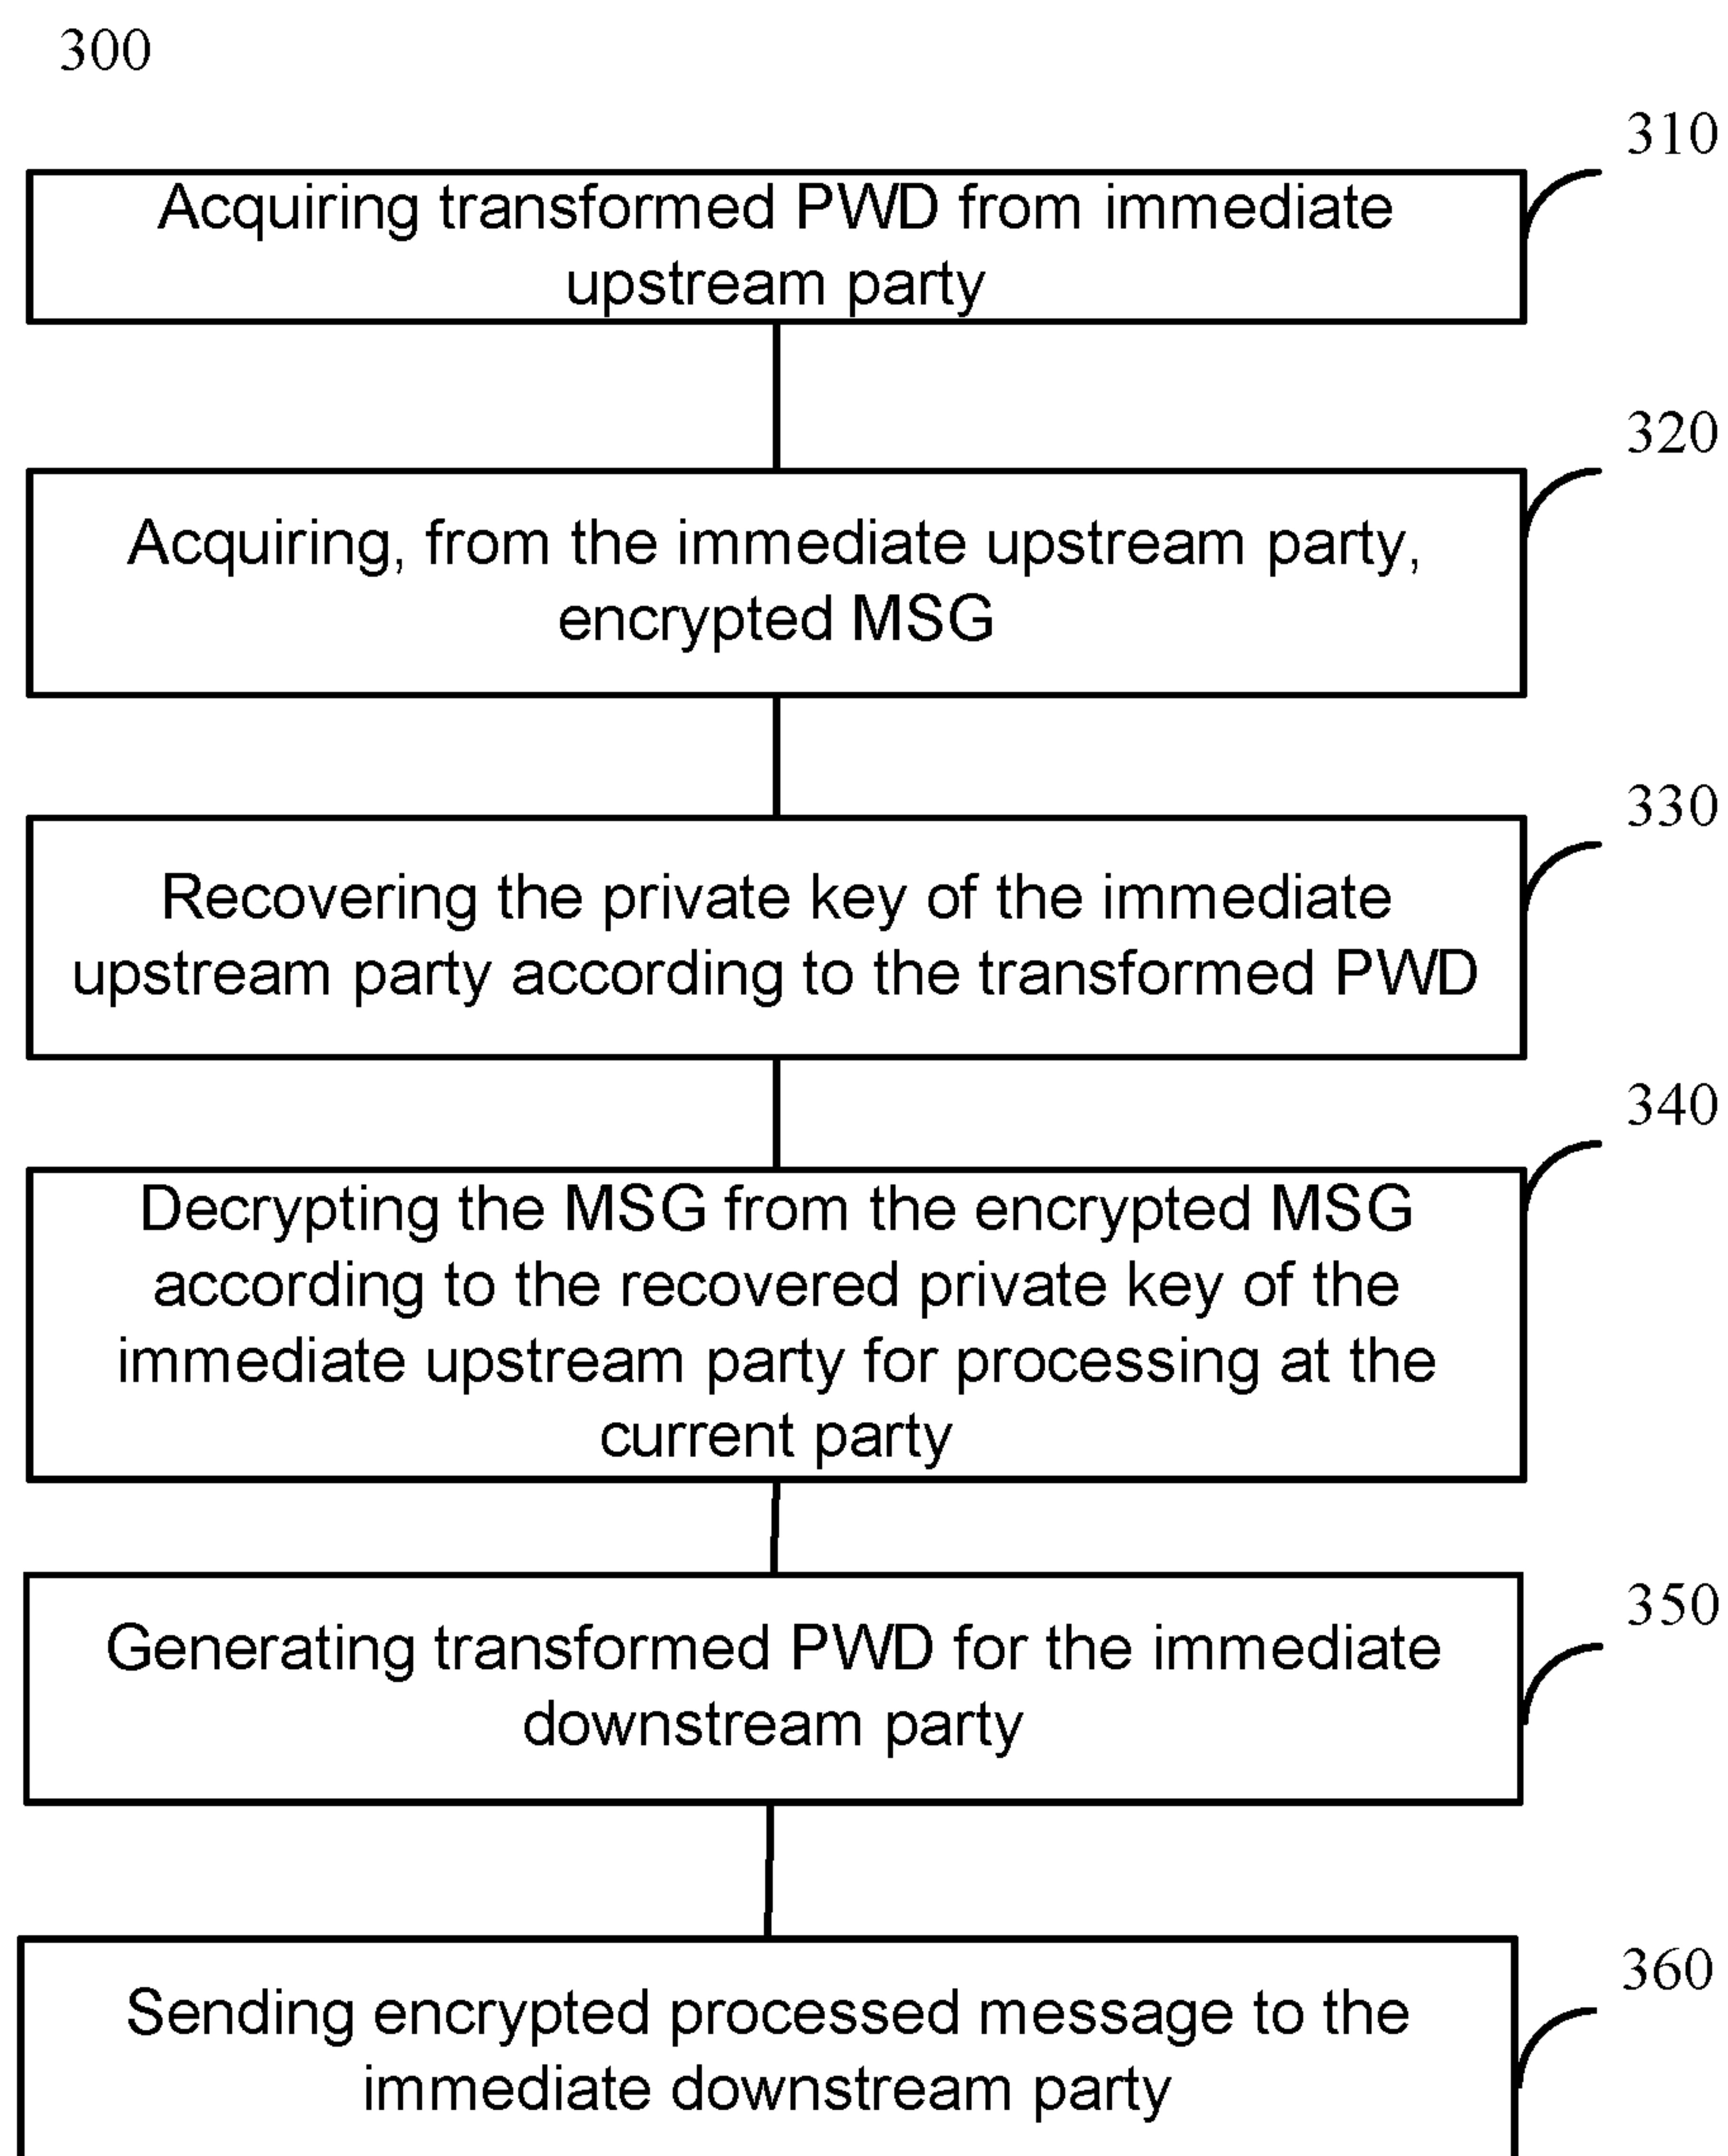 300
310
Acquiring transformed PWD from immediate
upstream party
320
Acquiring, from the immediate upstream party,
encrypted MSG
330
Recovering the private key of the immediate
upstream party according to the transformed PWD
340
Decrypting the MSG from the encrypted MSG
according to the recovered private key of the
immediate upstream party for processing at the
current party
350
Generating transformed PWD for the immediate
downstream party
360
Sending encrypted processed message to the
immediate downstream party